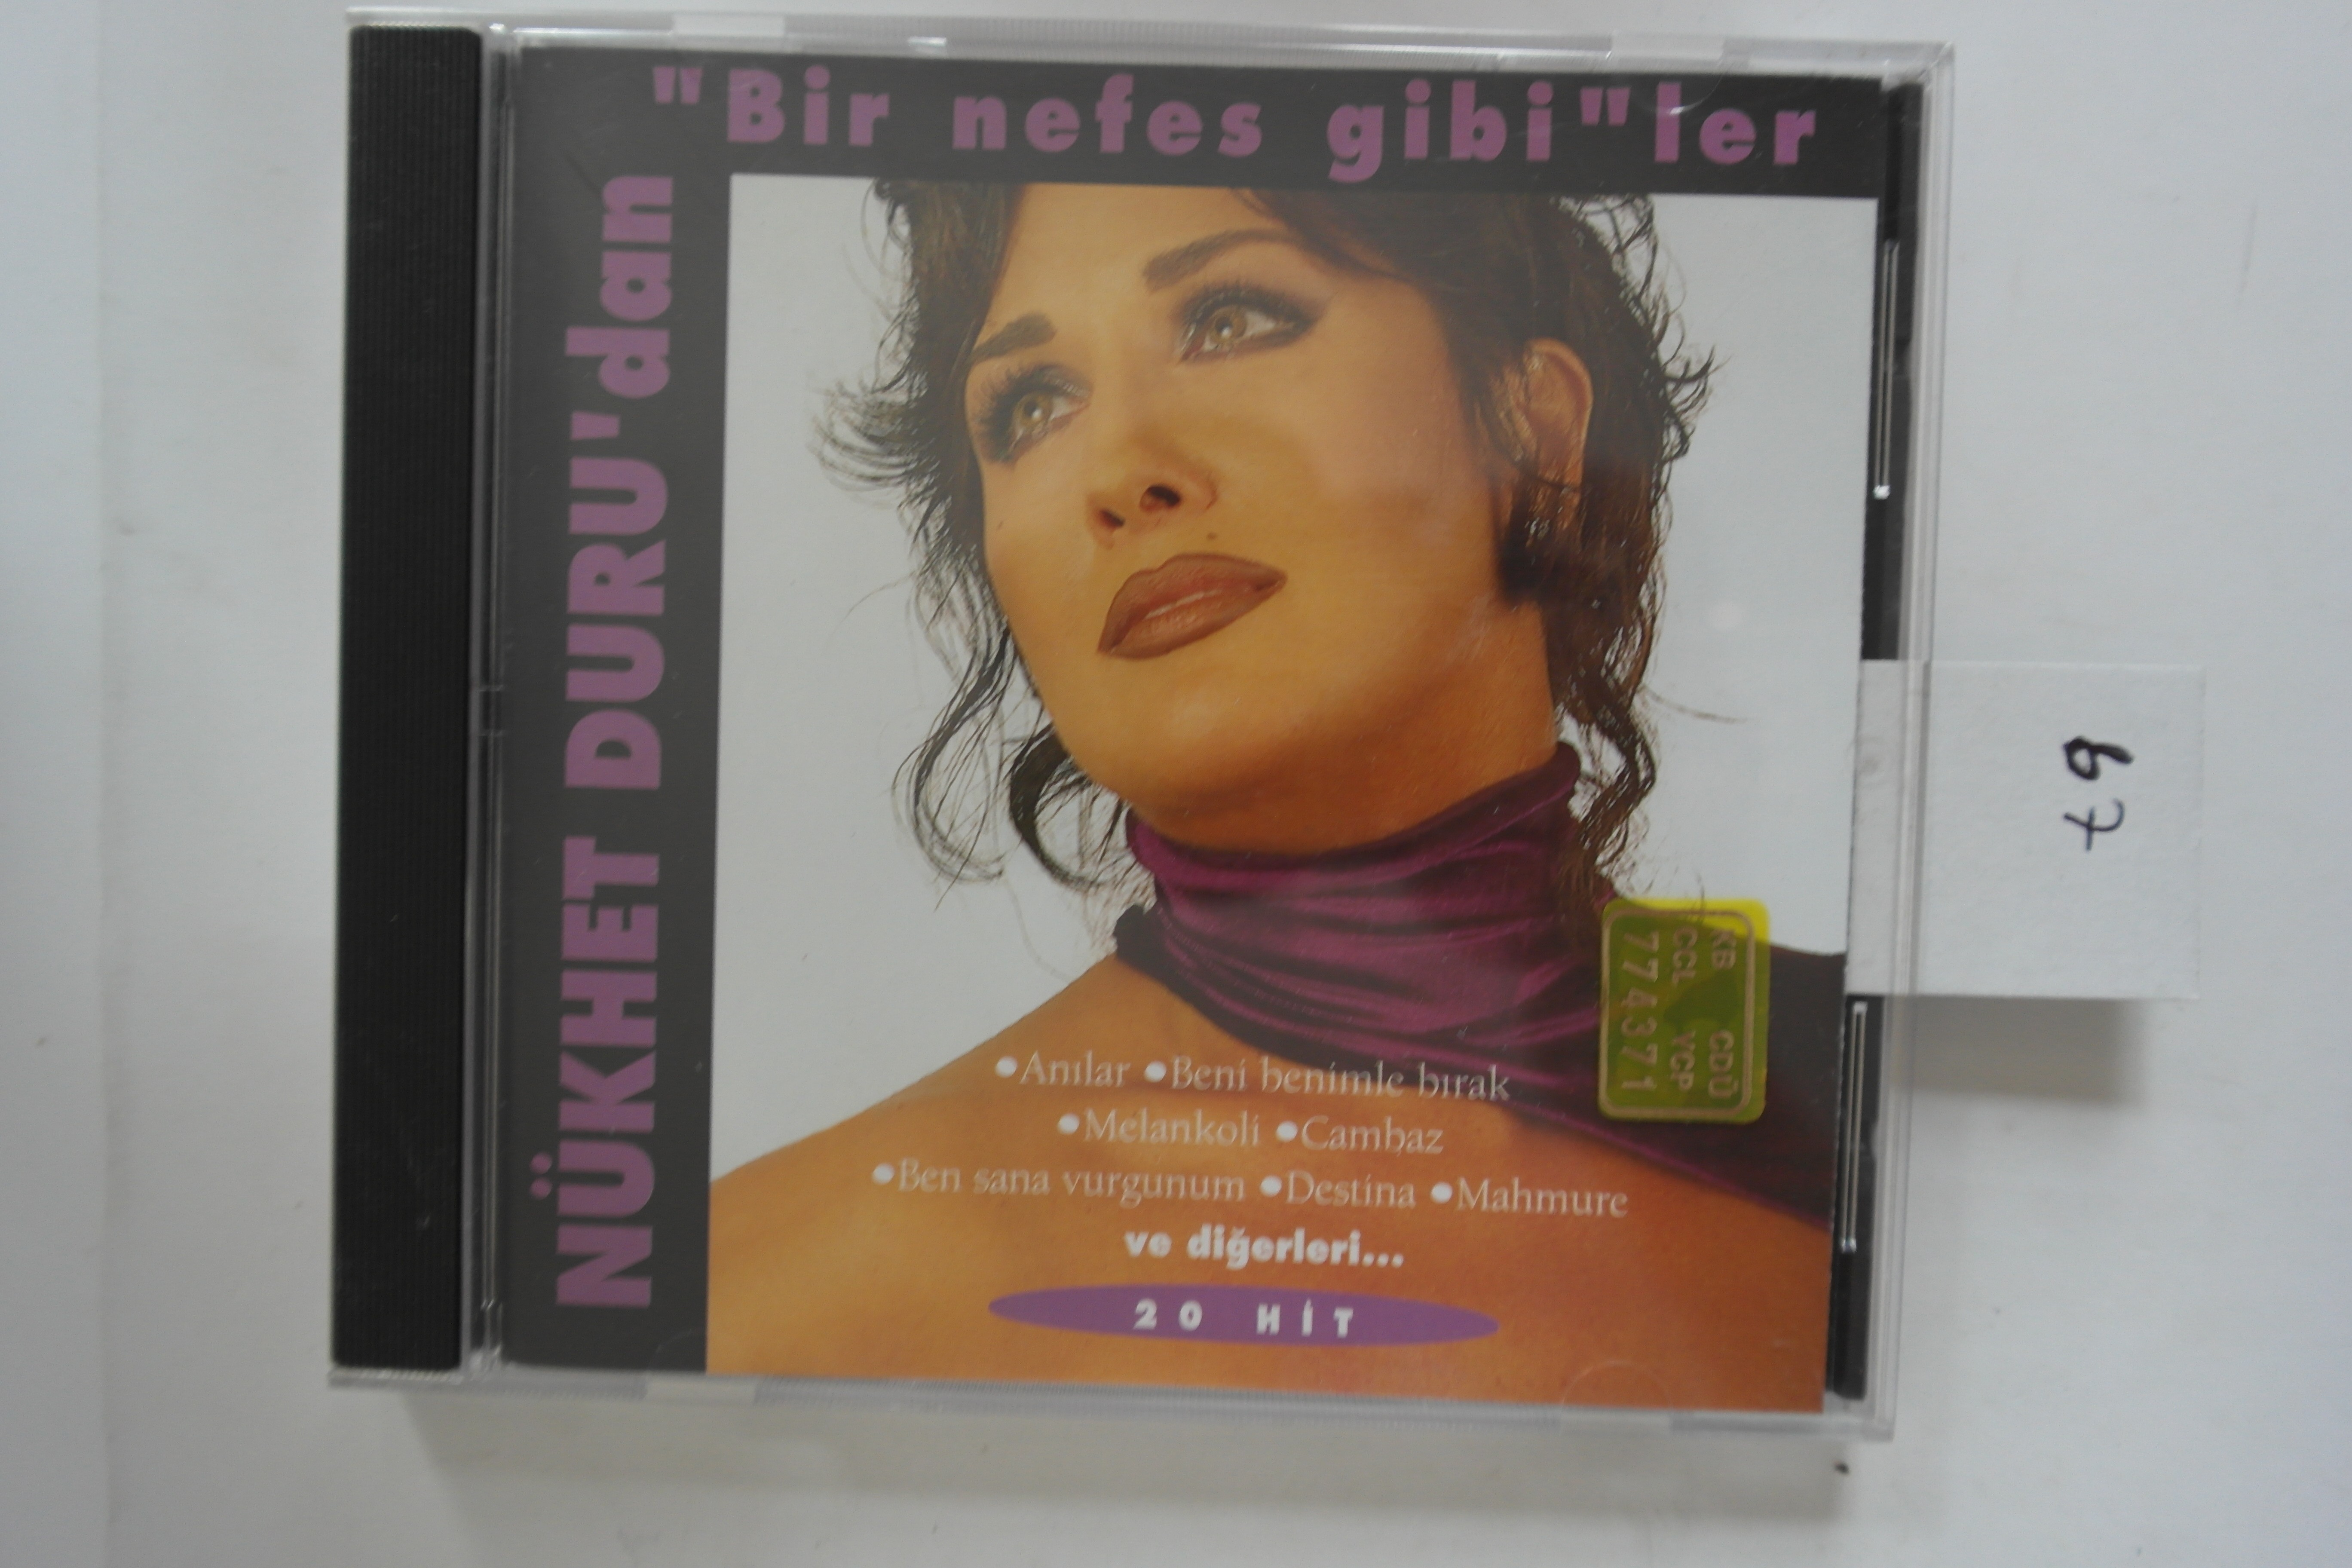 "Bir nefes gibi"ler
NÜKHET DURU'dan
•Anılar •Beni benimle bırak
•Melankoli •Cambaz
•Ben sana vurgunum •Destina •Mahmure
ve diğerleri...
20 HİT
KB CDÜ
CCL YCP
774371
67